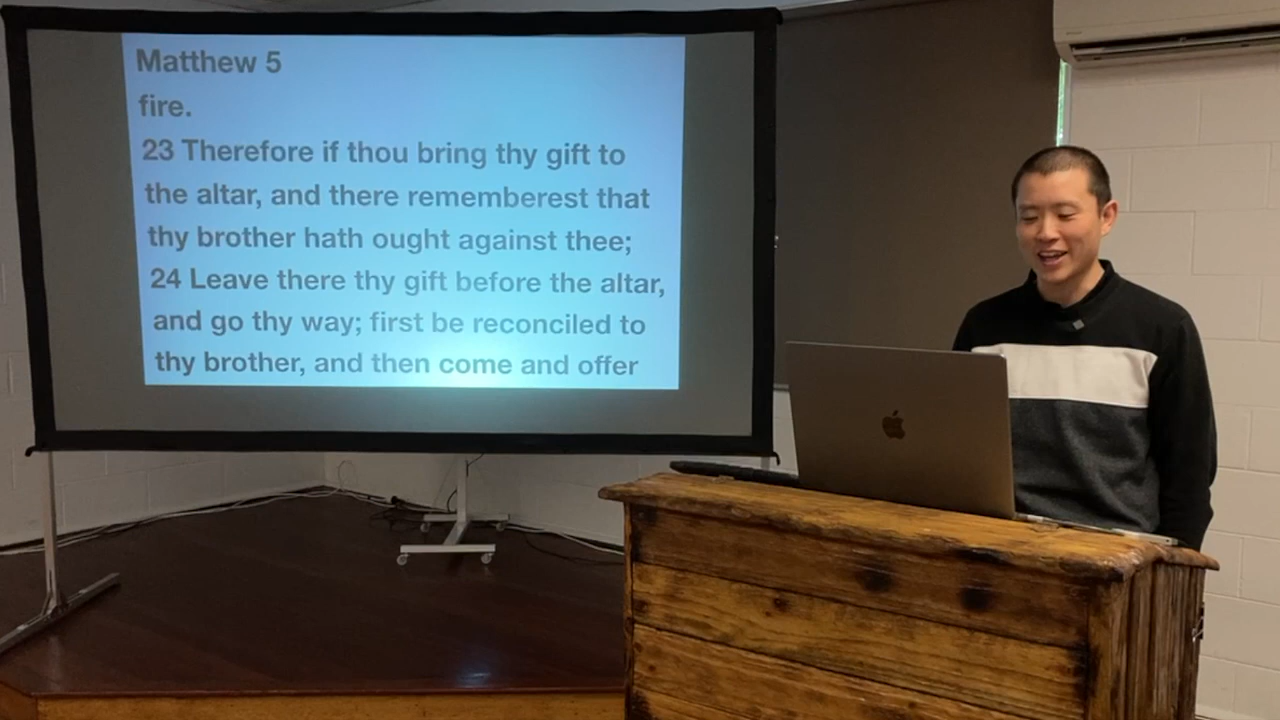 Matthew 5
fire.
23 Therefore if thou bring thy gift to
the altar, and there rememberest that
thy brother hath ought against thee;
24 Leave there thy gift before the altar,
and go thy way; first be reconciled to
thy brother, and then come and offer